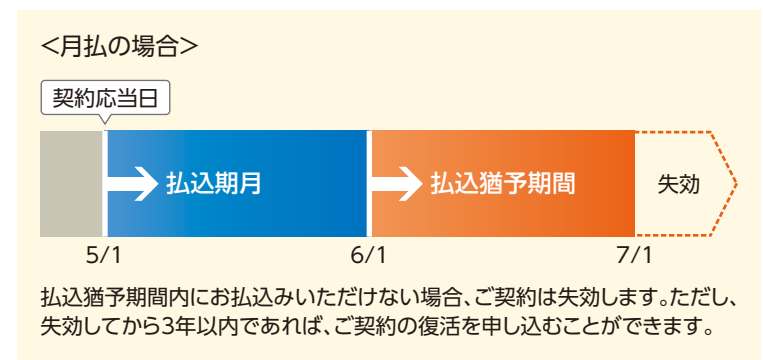 <月払の場合>
契約応当日
払込期月
払込猶予期間
失効
5/1
6/1
7/1
払込猶予期間内にお払込みいただけない場合、ご契約は失効します。ただし、
失効してから3年以内であれば、ご契約の復活を申し込むことができます。